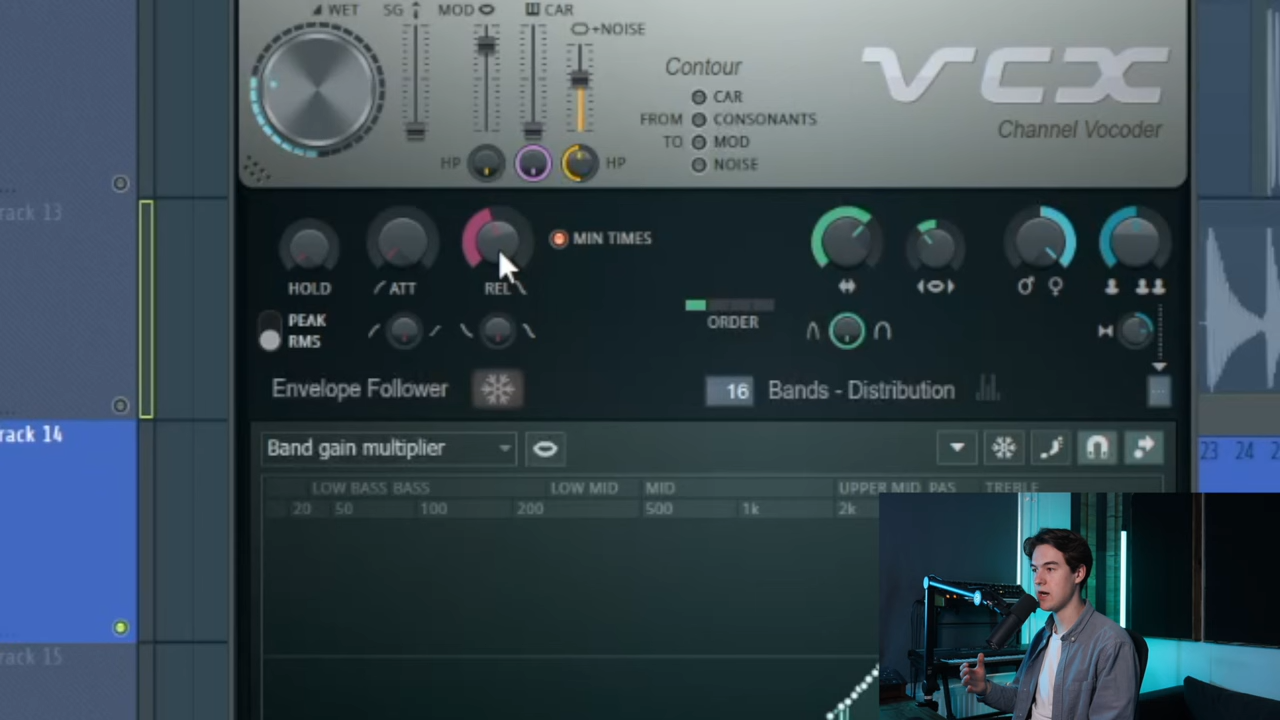 WET SG MOD CAR
+NOISE
Contour
CAR
FROM CONSONANTS
TO MOD
NOISE
HP HP
VCX
Channel Vocoder
rack 13
HOLD ATT REL MIN TIMES
PEAK
RMS
ORDER
Envelope Follower
16 Bands - Distribution
rack 14
Band gain multiplier
23 24 2
LOW BASS BASS LOW MID MID UPPER MID PAS TREBLE
20 50 100 200 500 1k 2k
rack 15